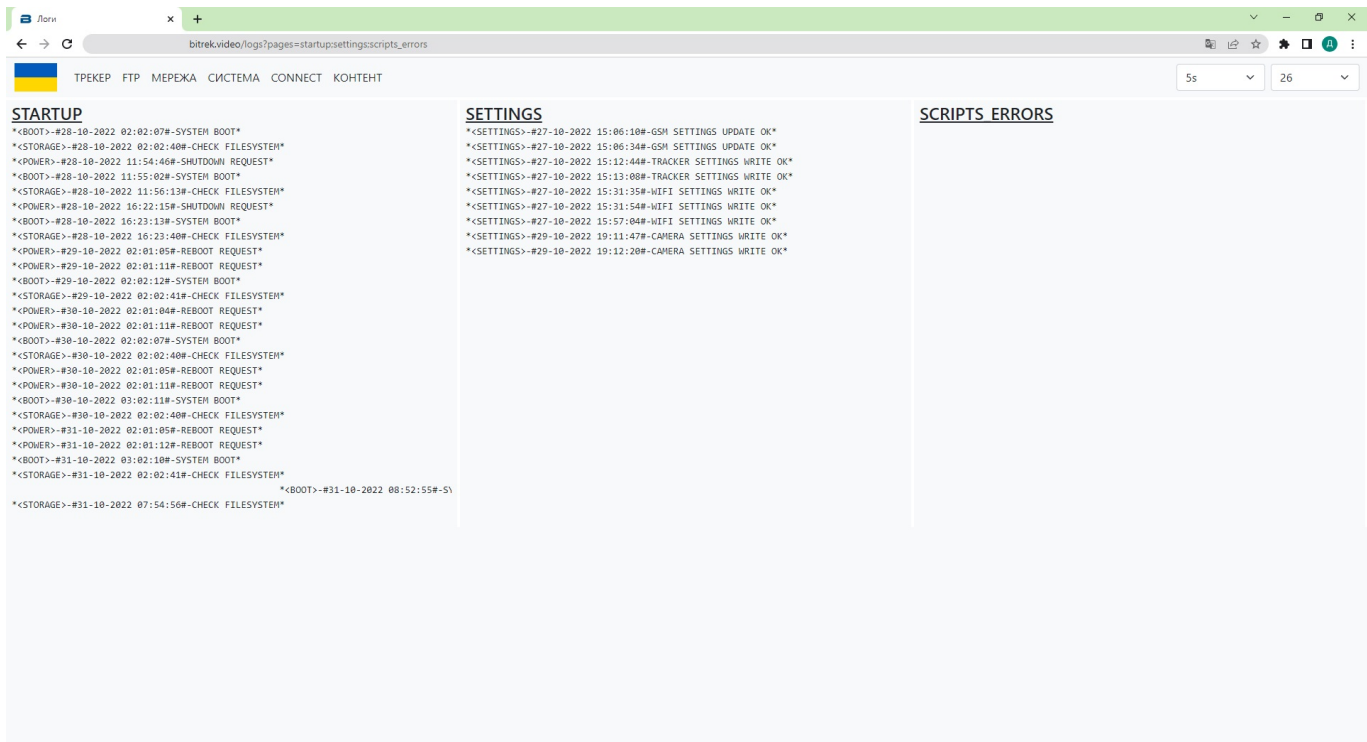 Логи
bitrek.video/logs?pages=startup;settings;scripts_errors
ТРЕКЕР FTP МЕРЕЖА СИСТЕМА CONNECT КОНТЕНТ
5s
26
STARTUP
*<BOOT>-#28-10-2022 02:02:07#-SYSTEM BOOT*
*<STORAGE>-#28-10-2022 02:02:40#-CHECK FILESYSTEM*
*<POWER>-#28-10-2022 11:54:46#-SHUTDOWN REQUEST*
*<BOOT>-#28-10-2022 11:55:02#-SYSTEM BOOT*
*<STORAGE>-#28-10-2022 11:56:13#-CHECK FILESYSTEM*
*<POWER>-#28-10-2022 16:22:15#-SHUTDOWN REQUEST*
*<BOOT>-#28-10-2022 16:23:13#-SYSTEM BOOT*
*<STORAGE>-#28-10-2022 16:23:40#-CHECK FILESYSTEM*
*<POWER>-#29-10-2022 02:01:05#-REBOOT REQUEST*
*<POWER>-#29-10-2022 02:01:11#-REBOOT REQUEST*
*<BOOT>-#29-10-2022 02:02:12#-SYSTEM BOOT*
*<STORAGE>-#29-10-2022 02:02:41#-CHECK FILESYSTEM*
*<POWER>-#30-10-2022 02:01:04#-REBOOT REQUEST*
*<POWER>-#30-10-2022 02:01:11#-REBOOT REQUEST*
*<BOOT>-#30-10-2022 02:02:07#-SYSTEM BOOT*
*<STORAGE>-#30-10-2022 02:02:40#-CHECK FILESYSTEM*
*<POWER>-#30-10-2022 02:01:05#-REBOOT REQUEST*
*<POWER>-#30-10-2022 02:01:11#-REBOOT REQUEST*
*<BOOT>-#30-10-2022 03:02:11#-SYSTEM BOOT*
*<STORAGE>-#30-10-2022 02:02:40#-CHECK FILESYSTEM*
*<POWER>-#31-10-2022 02:01:05#-REBOOT REQUEST*
*<POWER>-#31-10-2022 02:01:12#-REBOOT REQUEST*
*<BOOT>-#31-10-2022 03:02:10#-SYSTEM BOOT*
*<STORAGE>-#31-10-2022 02:02:41#-CHECK FILESYSTEM*
*<BOOT>-#31-10-2022 08:52:55#-SY
*<STORAGE>-#31-10-2022 07:54:56#-CHECK FILESYSTEM*
SETTINGS
*<SETTINGS>-#27-10-2022 15:06:10#-GSM SETTINGS UPDATE OK*
*<SETTINGS>-#27-10-2022 15:06:34#-GSM SETTINGS UPDATE OK*
*<SETTINGS>-#27-10-2022 15:12:44#-TRACKER SETTINGS WRITE OK*
*<SETTINGS>-#27-10-2022 15:13:08#-TRACKER SETTINGS WRITE OK*
*<SETTINGS>-#27-10-2022 15:31:35#-WIFI SETTINGS WRITE OK*
*<SETTINGS>-#27-10-2022 15:31:54#-WIFI SETTINGS WRITE OK*
*<SETTINGS>-#27-10-2022 15:57:04#-WIFI SETTINGS WRITE OK*
*<SETTINGS>-#29-10-2022 19:11:47#-CAMERA SETTINGS WRITE OK*
*<SETTINGS>-#29-10-2022 19:12:20#-CAMERA SETTINGS WRITE OK*
SCRIPTS_ERRORS